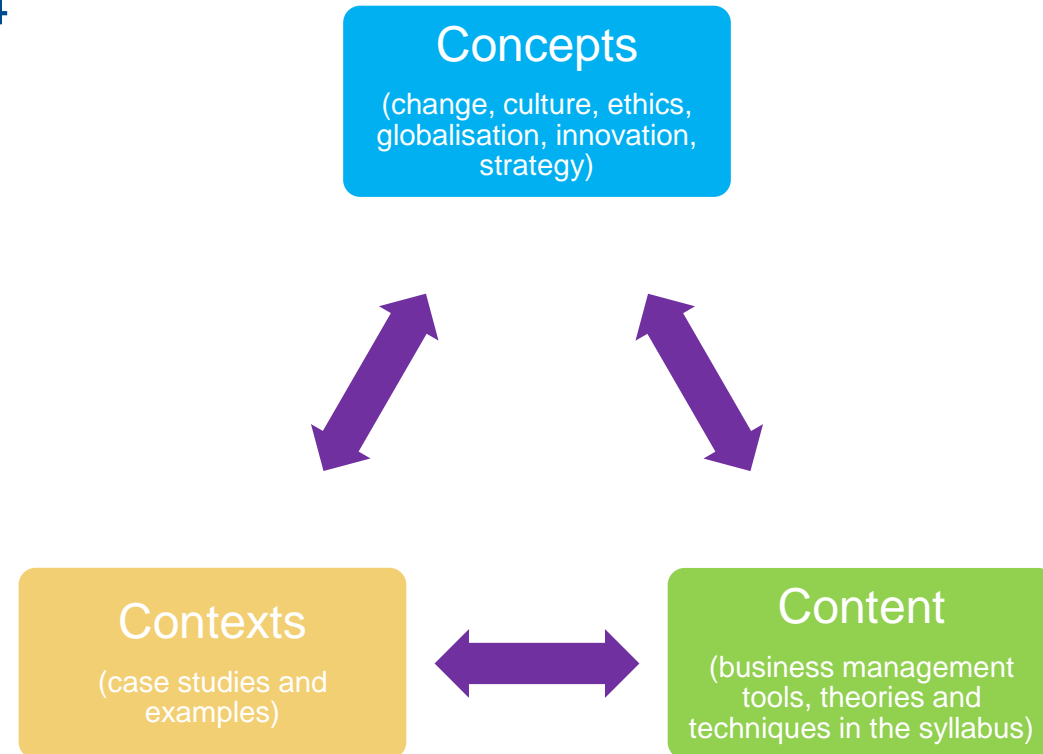 Concepts
(change, culture, ethics,
globalisation, innovation,
strategy)
Contexts
(case studies and
examples)
Content
(business management
tools, theories and
techniques in the syllabus)